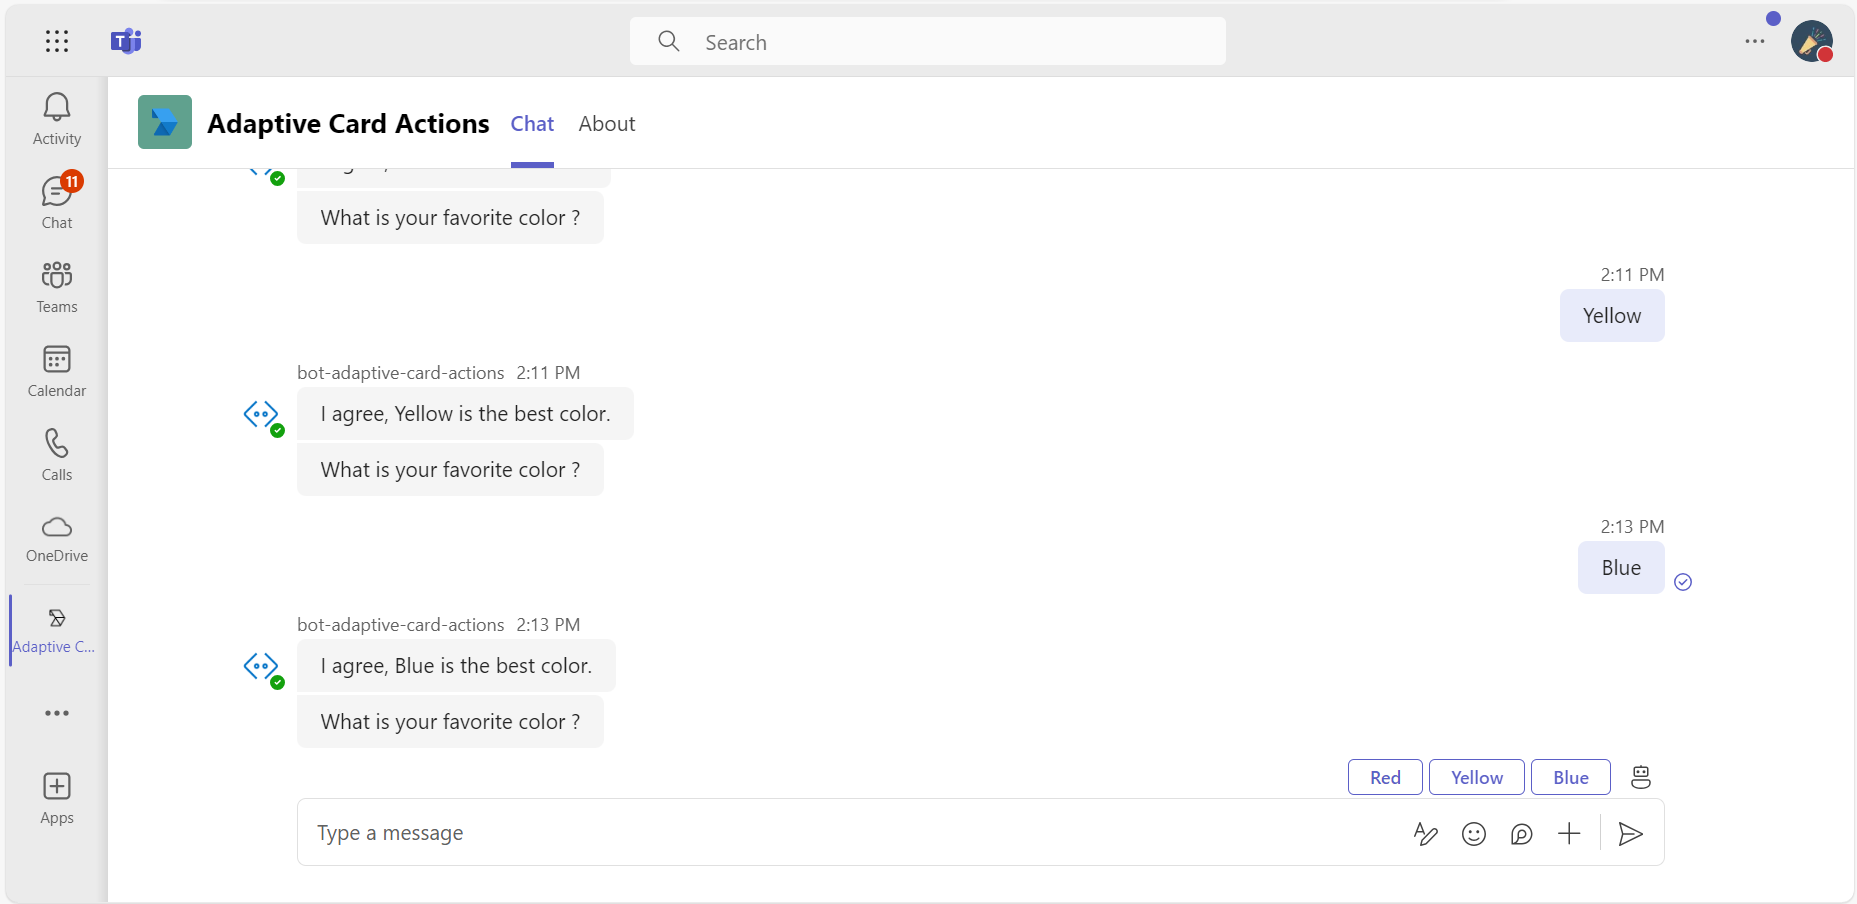 Search
Activity
11
Chat
Teams
Calendar
Calls
OneDrive
Adaptive C...
Apps
Adaptive Card Actions
Chat
About
What is your favorite color ?
2:11 PM
Yellow
bot-adaptive-card-actions 2:11 PM
I agree, Yellow is the best color.
What is your favorite color ?
2:13 PM
Blue
bot-adaptive-card-actions 2:13 PM
I agree, Blue is the best color.
What is your favorite color ?
Red
Yellow
Blue
Type a message